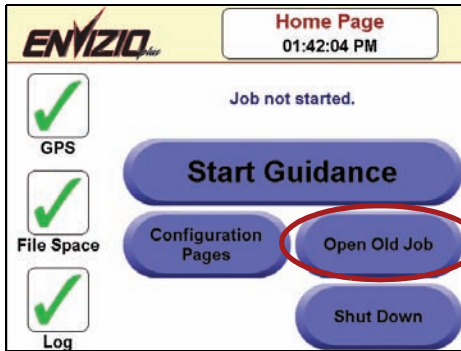 ENVIZIO plus
Home Page
01:42:04 PM
Job not started.
GPS
Start Guidance
File Space
Configuration
Pages
Open Old Job
Log
Shut Down